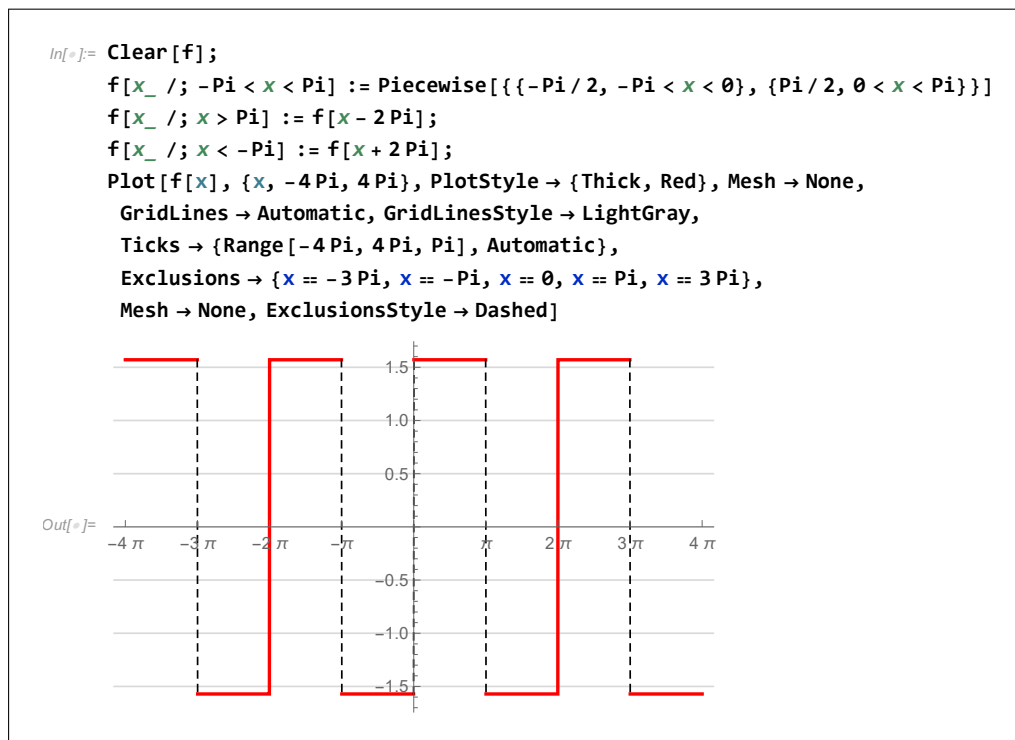 In[◦]:= Clear[f];
f[x_ /; -Pi < x < Pi] := Piecewise[{{-Pi / 2, -Pi < x < 0}, {Pi / 2, 0 < x < Pi}}]
f[x_ /; x > Pi] := f[x - 2 Pi];
f[x_ /; x < -Pi] := f[x + 2 Pi];
Plot[f[x], {x, -4 Pi, 4 Pi}, PlotStyle → {Thick, Red}, Mesh → None,
GridLines → Automatic, GridLinesStyle → LightGray,
Ticks → {Range[-4 Pi, 4 Pi, Pi], Automatic},
Exclusions → {x == -3 Pi, x == -Pi, x == 0, x == Pi, x == 3 Pi},
Mesh → None, ExclusionsStyle → Dashed]
1.5
1.0
0.5
Out[◦]=
-4 π -3 π -2 π -π π 2 π 3 π 4 π
-0.5
-1.0
-1.5